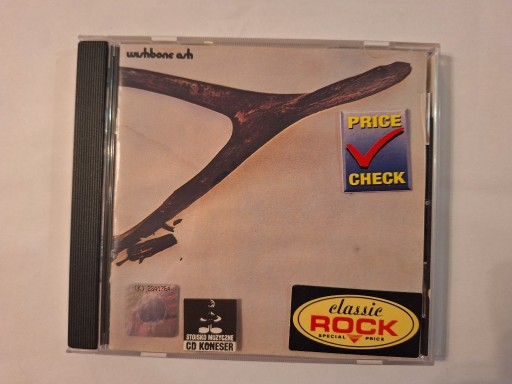 wishbone ash
PRICE
CHECK
STOISKO MUZYCZNE
CD KONESER
classic
ROCK
SPECIAL PRICE